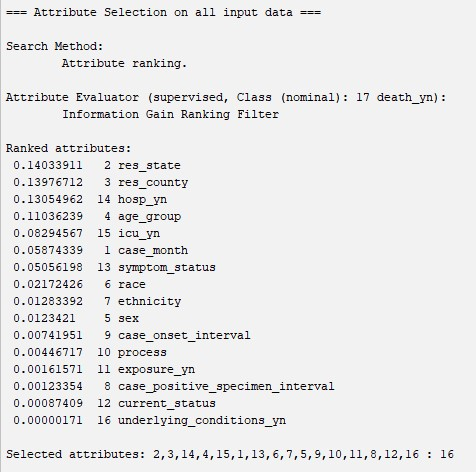 === Attribute Selection on all input data ===
Search Method:
Attribute ranking.
Attribute Evaluator (supervised, Class (nominal): 17 death_yn):
Information Gain Ranking Filter
Ranked attributes:
0.14033911 2 res_state
0.13976712 3 res_county
0.13054962 14 hosp_yn
0.11036239 4 age_group
0.08294567 15 icu_yn
0.05874339 1 case_month
0.05056198 13 symptom_status
0.02172426 6 race
0.01283392 7 ethnicity
0.0123421 5 sex
0.00741951 9 case_onset_interval
0.00446717 10 process
0.00161571 11 exposure_yn
0.00123354 8 case_positive_specimen_interval
0.00087409 12 current_status
0.00000171 16 underlying_conditions_yn
Selected attributes: 2,3,14,4,15,1,13,6,7,5,9,10,11,8,12,16 : 16